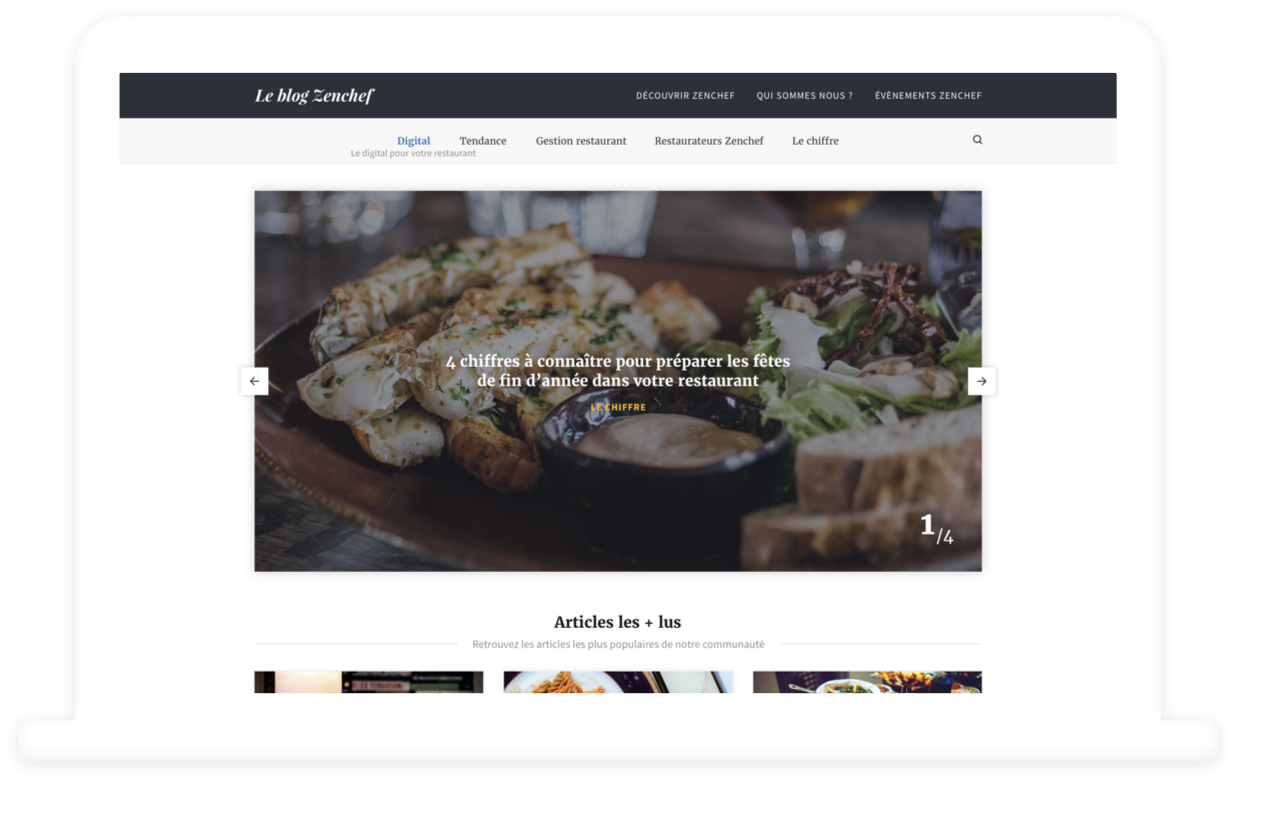 Le blog Zenchef
DÉCOUVRIR ZENCHEF QUI SOMMES NOUS ? ÉVÈNEMENTS ZENCHEF
Digital Tendance Gestion restaurant Restaurateurs Zenchef Le chiffre
Le digital pour votre restaurant
4 chiffres à connaître pour préparer les fêtes
de fin d’année dans votre restaurant
LE CHIFFRE
1/4
Articles les + lus
Retrouvez les articles les plus populaires de notre communauté